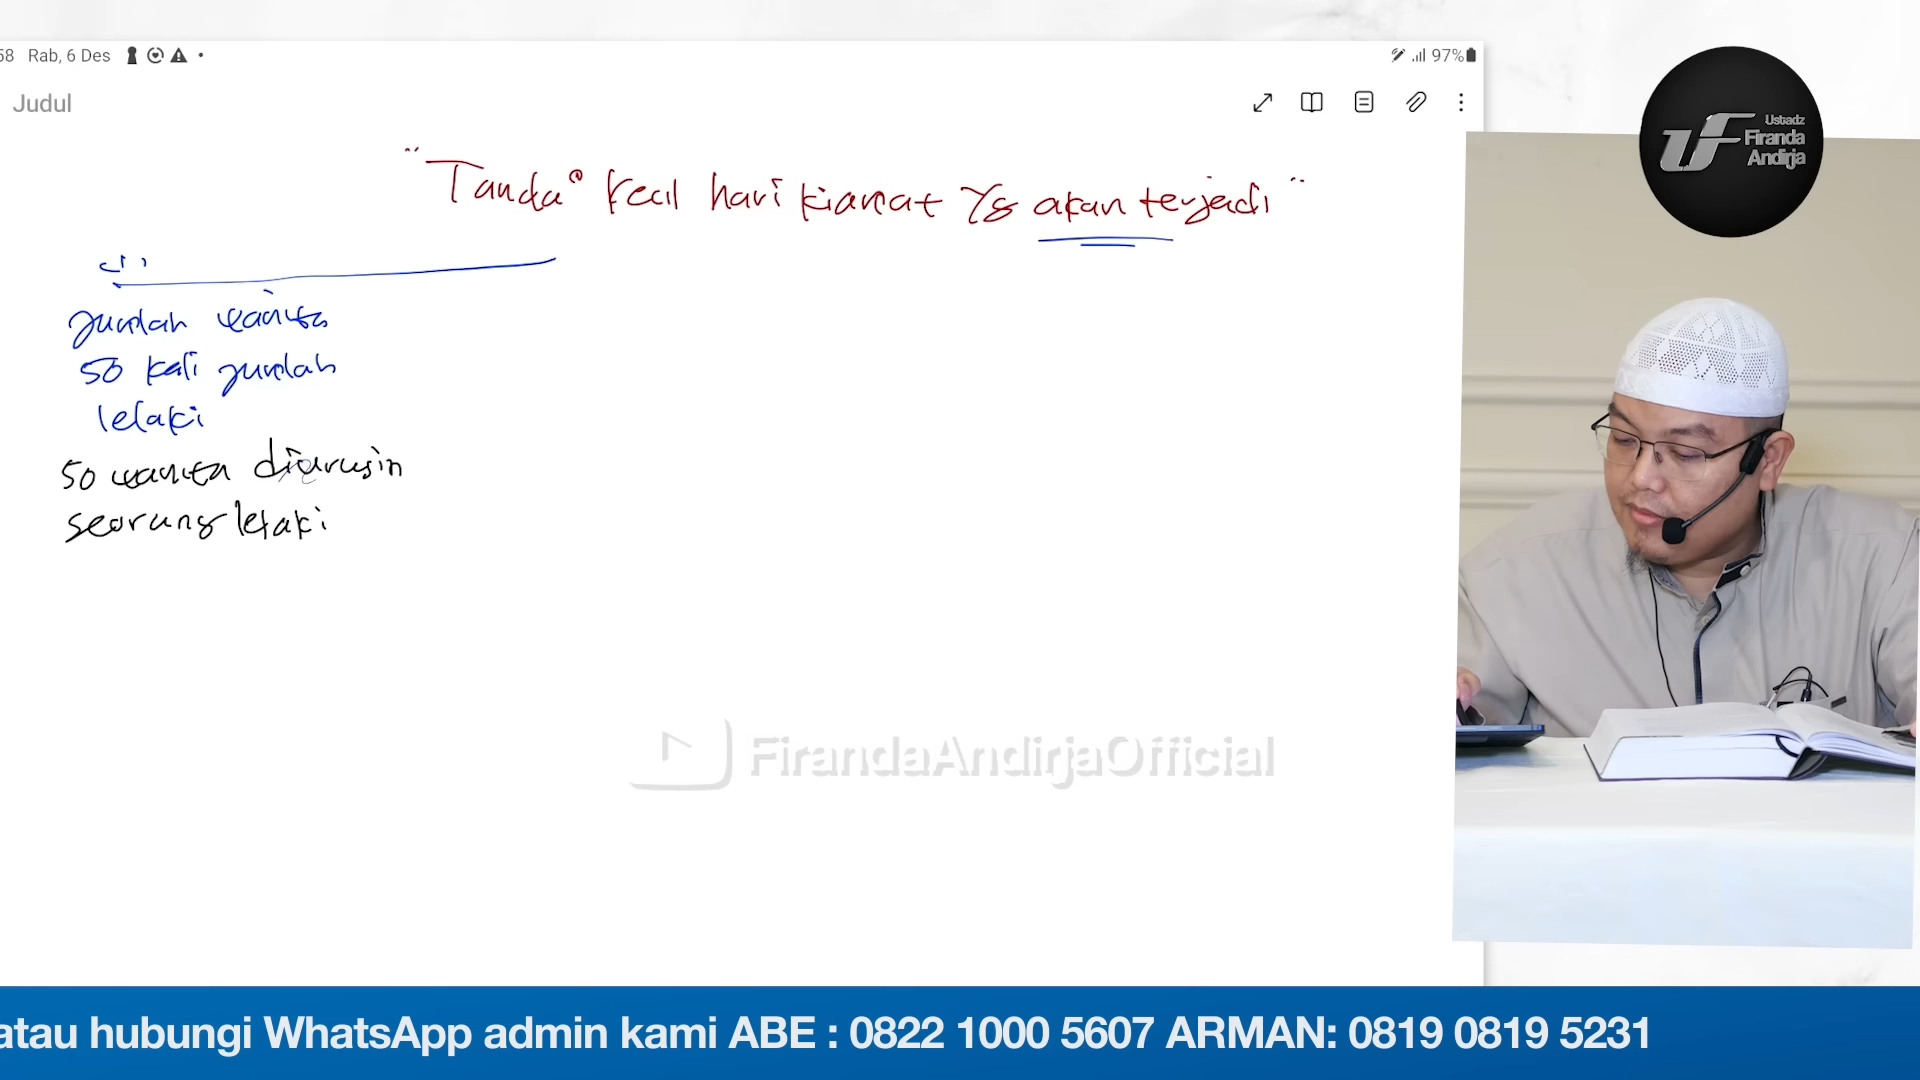 58 Rab, 6 Des
97%
Judul
"Tanda² kecil hari kiamat Yg akan terjadi"
(1)
jumlah wanita
50 kali jumlah
lelaki
50 wanita diurusin
seorang lelaki
Ustadz
Firanda
Andirja
FirandaAndirjaOfficial
atau hubungi WhatsApp admin kami ABE : 0822 1000 5607 ARMAN: 0819 0819 5231